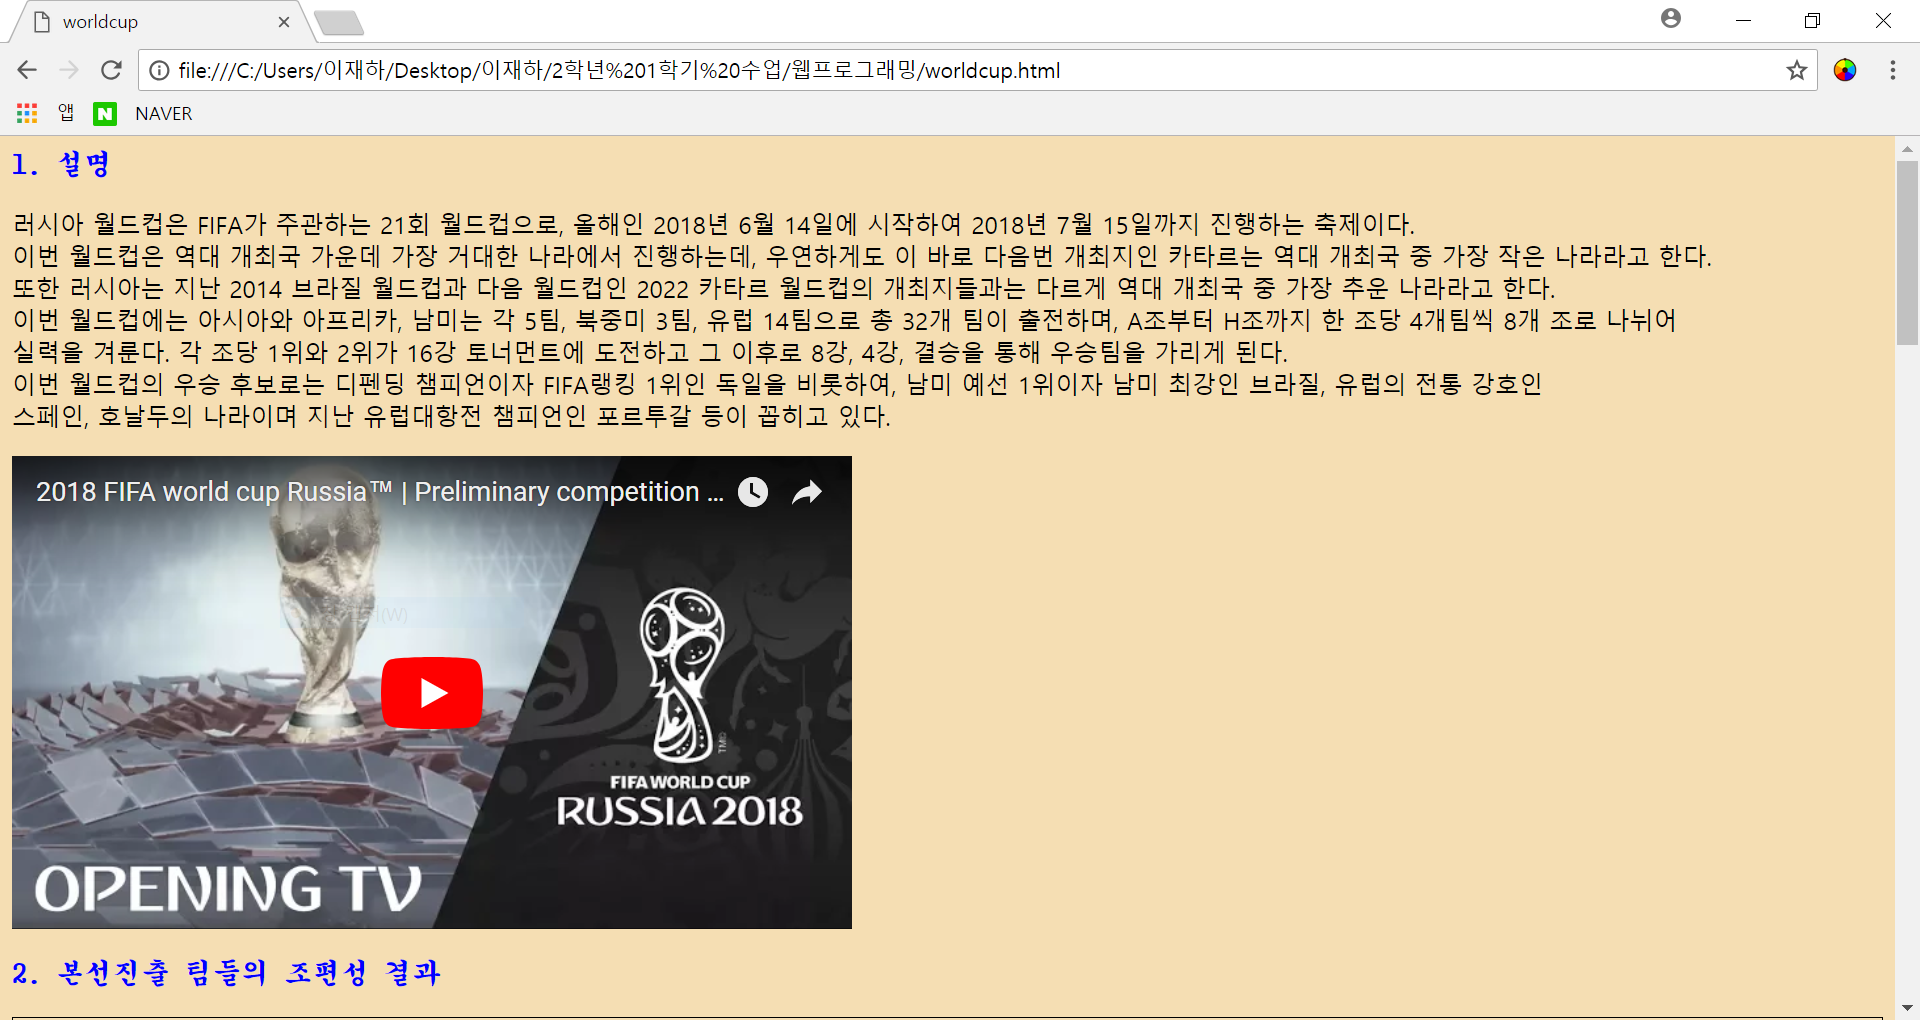 worldcup
file:///C:/Users/이재하/Desktop/이재하/2학년%201학기%20수업/웹프로그래밍/worldcup.html
앱 N NAVER
1. 설명
러시아 월드컵은 FIFA가 주관하는 21회 월드컵으로, 올해인 2018년 6월 14일에 시작하여 2018년 7월 15일까지 진행하는 축제이다.
이번 월드컵은 역대 개최국 가운데 가장 거대한 나라에서 진행하는데, 우연하게도 이 바로 다음번 개최지인 카타르는 역대 개최국 중 가장 작은 나라라고 한다.
또한 러시아는 지난 2014 브라질 월드컵과 다음 월드컵인 2022 카타르 월드컵의 개최지들과는 다르게 역대 개최국 중 가장 추운 나라라고 한다.
이번 월드컵에는 아시아와 아프리카, 남미는 각 5팀, 북중미 3팀, 유럽 14팀으로 총 32개 팀이 출전하며, A조부터 H조까지 한 조당 4개팀씩 8개 조로 나뉘어
실력을 겨룬다. 각 조당 1위와 2위가 16강 토너먼트에 도전하고 그 이후로 8강, 4강, 결승을 통해 우승팀을 가리게 된다.
이번 월드컵의 우승 후보로는 디펜딩 챔피언이자 FIFA랭킹 1위인 독일을 비롯하여, 남미 예선 1위이자 남미 최강인 브라질, 유럽의 전통 강호인
스페인, 호날두의 나라이며 지난 유럽대항전 챔피언인 포르투갈 등이 꼽히고 있다.
2018 FIFA world cup Russia™ | Preliminary competition ...
(W)
TMO
FIFA WORLD CUP
RUSSIA 2018
OPENING TV
2. 본선진출 팀들의 조편성 결과